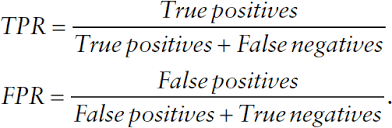 TPR = True positives / True positives + False negatives
FPR = False positives / False positives + True negatives.